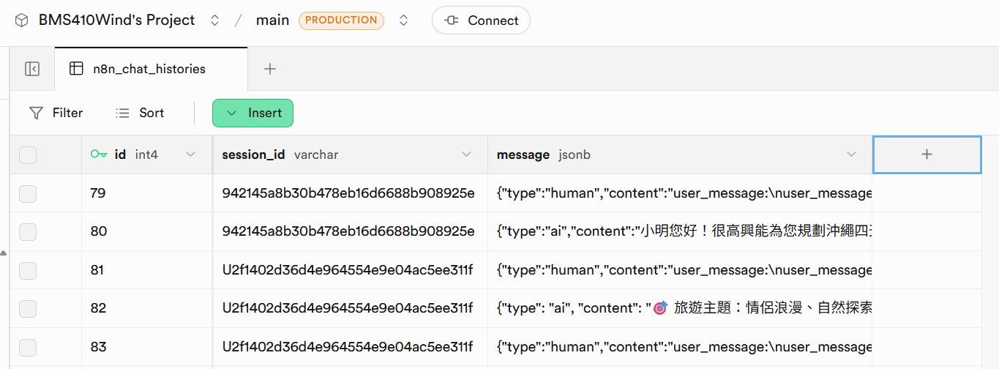 BMS410Wind's Project / main PRODUCTION Connect
n8n_chat_histories
Filter Sort Insert
id int4 session_id varchar message jsonb
79 942145a8b30b478eb16d6688b908925e {"type":"human","content":"user_message:\nuser_message
80 942145a8b30b478eb16d6688b908925e {"type":"ai","content":"小明您好！很高興能為您規劃沖繩四
81 U2f1402d36d4e964554e9e04ac5ee311f {"type":"human","content":"user_message:\nuser_message
82 U2f1402d36d4e964554e9e04ac5ee311f {"type": "ai", "content": "🎯 旅遊主題：情侶浪漫、自然探索
83 U2f1402d36d4e964554e9e04ac5ee311f {"type":"human","content":"user_message:\nuser_message